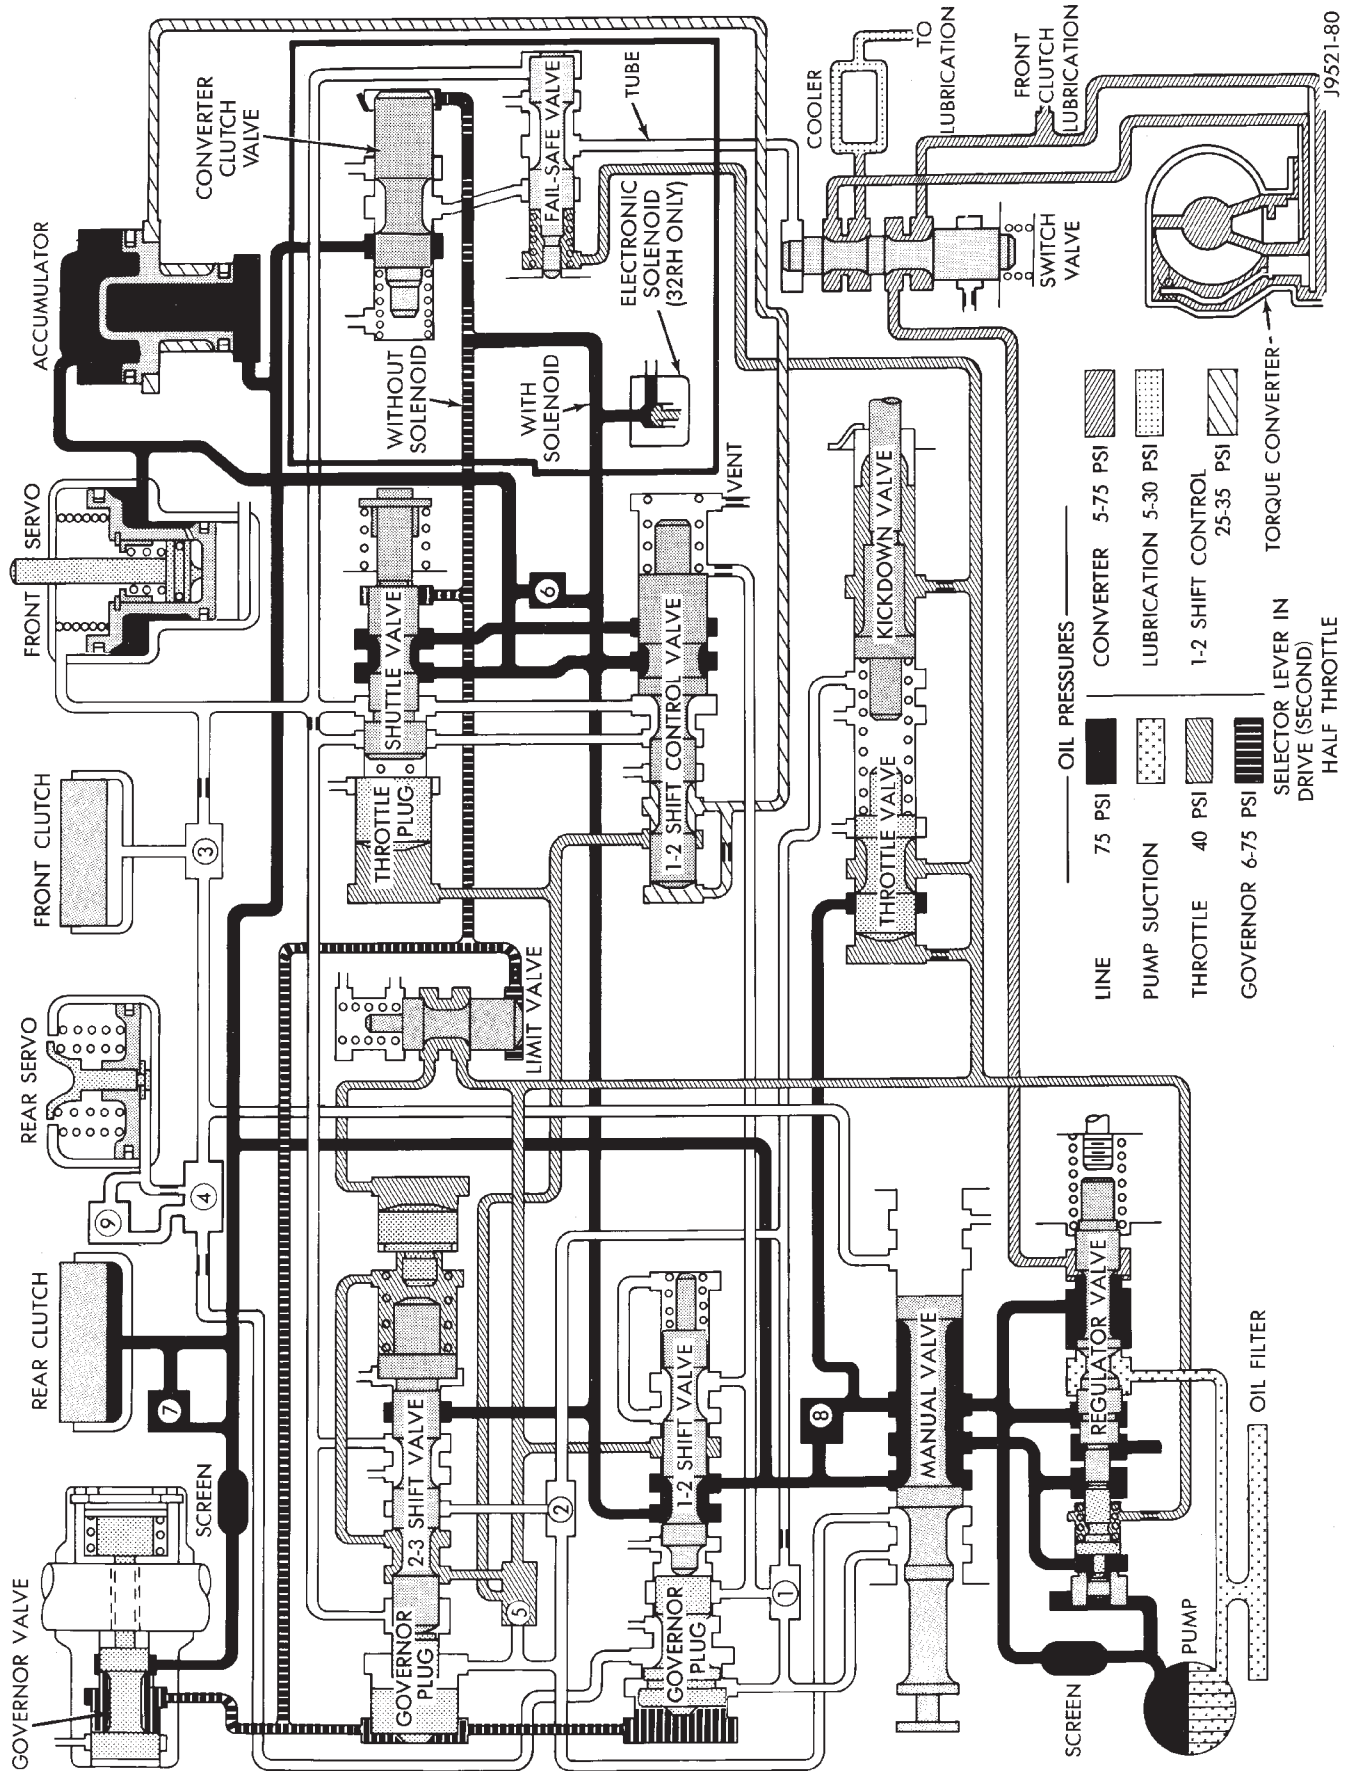 GOVERNOR VALVE
SCREEN
REAR CLUTCH
7
REAR SERVO
9
4
FRONT CLUTCH
3
FRONT SERVO
ACCUMULATOR
CONVERTER
CLUTCH
VALVE
GOVERNOR
PLUG
2-3 SHIFT VALVE
5
2
LIMIT VALVE
THROTTLE
PLUG
SHUTTLE VALVE
6
WITHOUT
SOLENOID
WITH
SOLENOID
FAIL-SAFE VALVE
TUBE
ELECTRONIC
SOLENOID
(32RH ONLY)
GOVERNOR
PLUG
1-2 SHIFT VALVE
1
8
1-2 SHIFT CONTROL VALVE
VENT
THROTTLE VALVE
KICKDOWN VALVE
COOLER
TO
LUBRICATION
FRONT
CLUTCH
LUBRICATION
SWITCH
VALVE
MANUAL VALVE
REGULATOR VALVE
SCREEN
PUMP
OIL FILTER
OIL PRESSURES
LINE 75 PSI
PUMP SUCTION
THROTTLE 40 PSI
GOVERNOR 6-75 PSI
CONVERTER 5-75 PSI
LUBRICATION 5-30 PSI
1-2 SHIFT CONTROL
25-35 PSI
TORQUE CONVERTER
SELECTOR LEVER IN
DRIVE (SECOND)
HALF THROTTLE
J9521-80